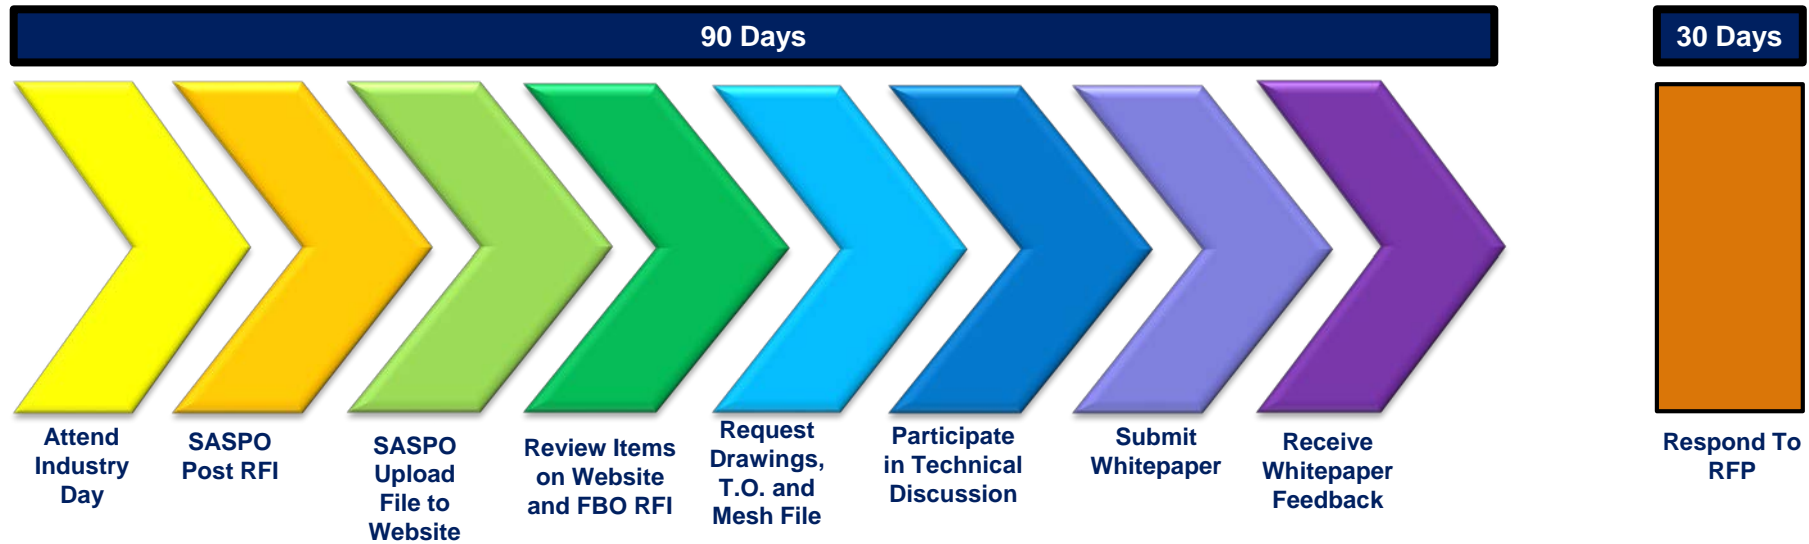 90 Days
30 Days
Attend
Industry
Day
SASPO
Post RFI
SASPO
Upload
File to
Website
Review Items
on Website
and FBO RFI
Request
Drawings,
T.O. and
Mesh File
Participate
in Technical
Discussion
Submit
Whitepaper
Receive
Whitepaper
Feedback
Respond To
RFP